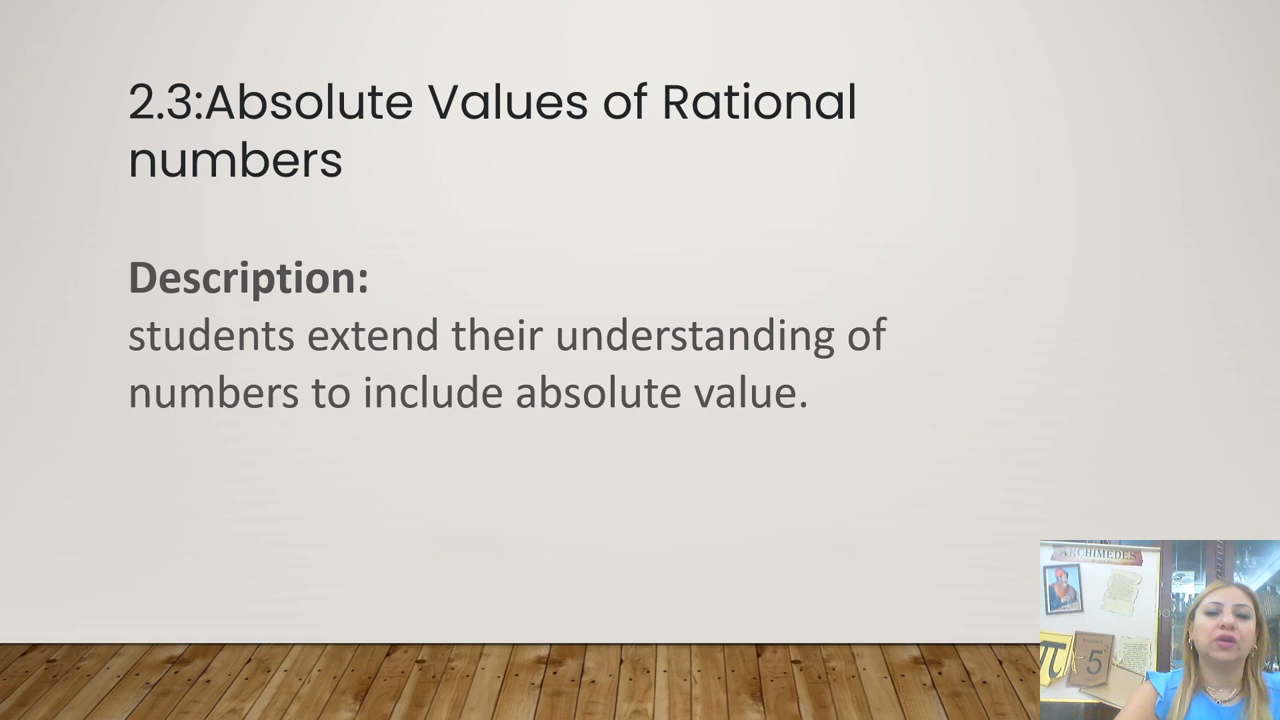 2.3:Absolute Values of Rational
numbers
Description:
students extend their understanding of
numbers to include absolute value.
ARCHIMEDES
π
-5